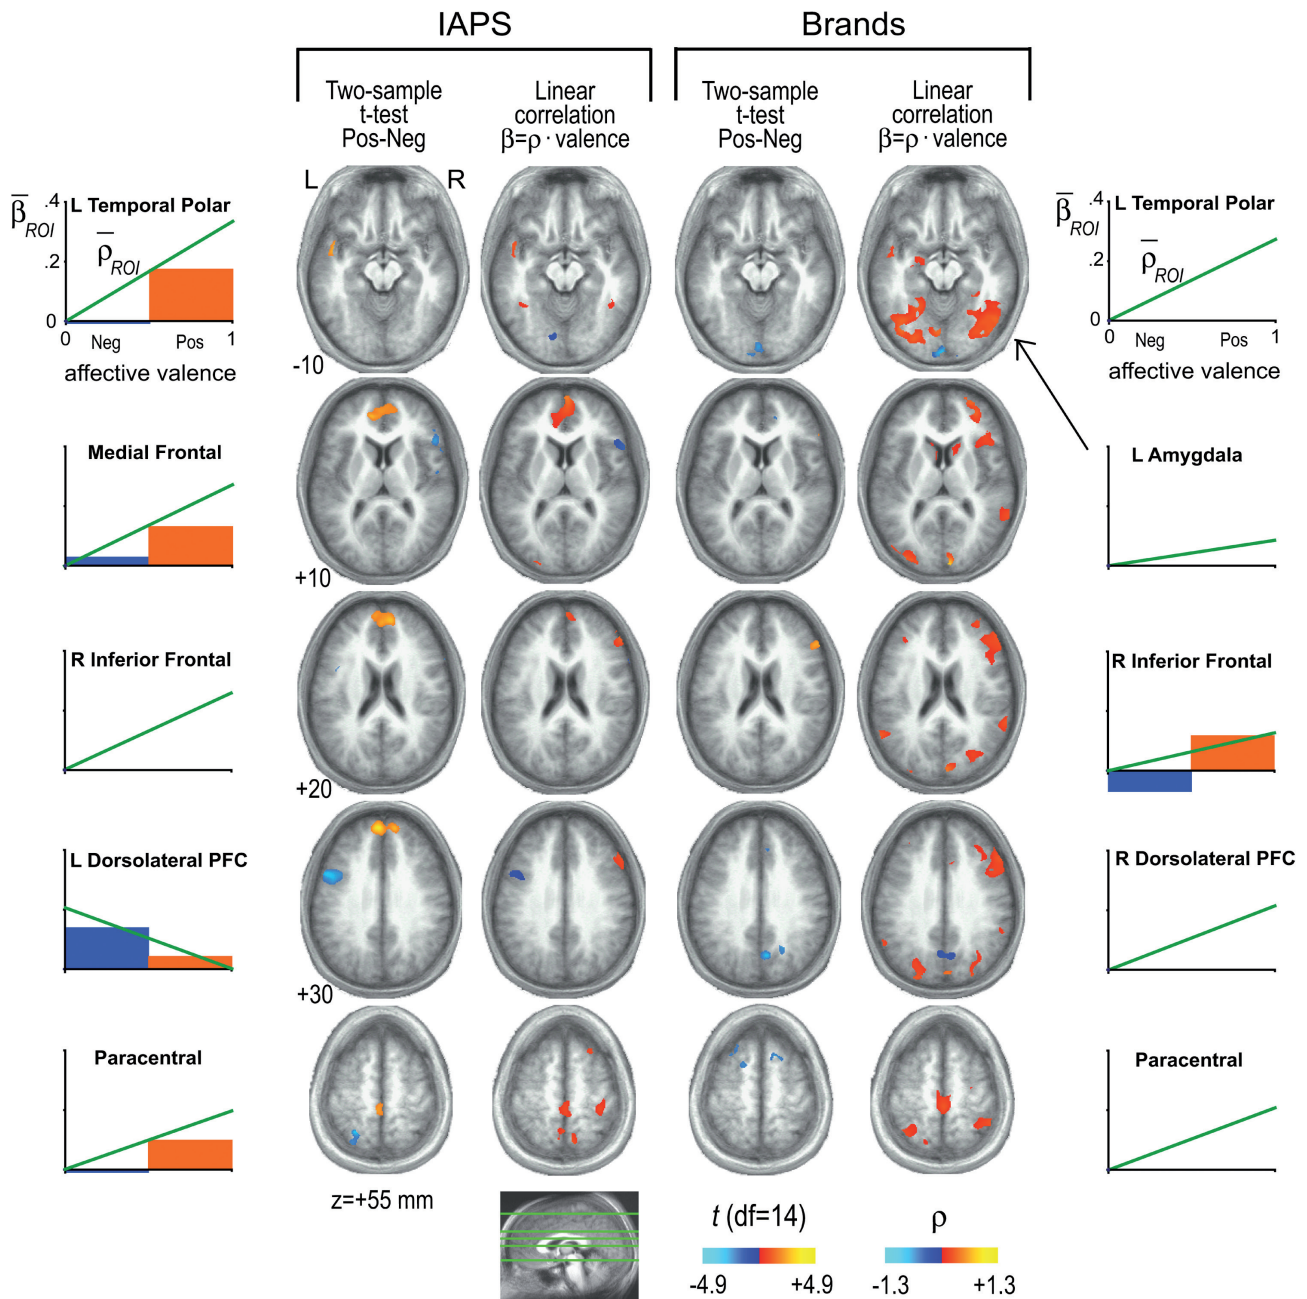 IAPS
Brands
Two-sample
t-test
Pos-Neg
Linear
correlation
β=ρ · valence
Two-sample
t-test
Pos-Neg
Linear
correlation
β=ρ · valence
L
R
β̅ROI
.4
.2
0
L Temporal Polar
ρ̅ROI
0
Neg
Pos
1
affective valence
-10
β̅ROI
.4
.2
0
L Temporal Polar
ρ̅ROI
0
Neg
Pos
1
affective valence
Medial Frontal
+10
L Amygdala
R Inferior Frontal
+20
R Inferior Frontal
L Dorsolateral PFC
+30
R Dorsolateral PFC
Paracentral
Paracentral
z=+55 mm
t (df=14)
-4.9
+4.9
ρ
-1.3
+1.3